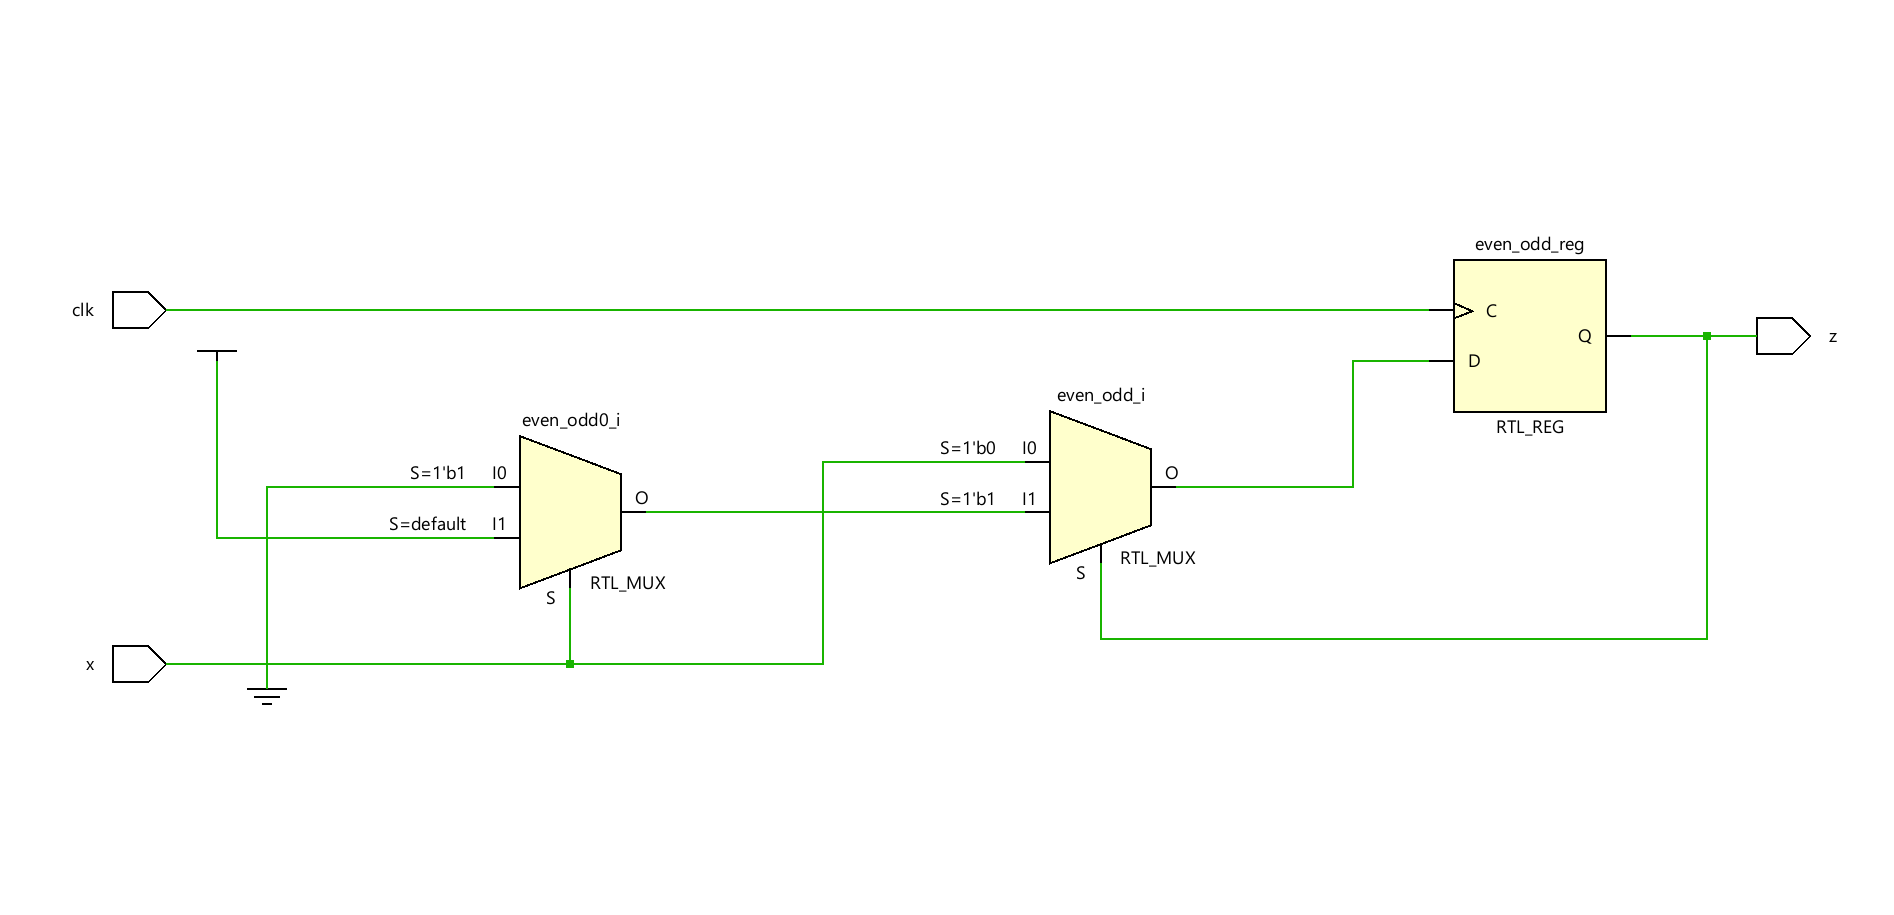 even_odd_reg
clk
C
Q
z
D
even_odd_i
even_odd0_i
RTL_REG
S=1'b0 I0
S=1'b1 I0
O
O
S=1'b1 I1
S=default I1
RTL_MUX
S
RTL_MUX
S
x